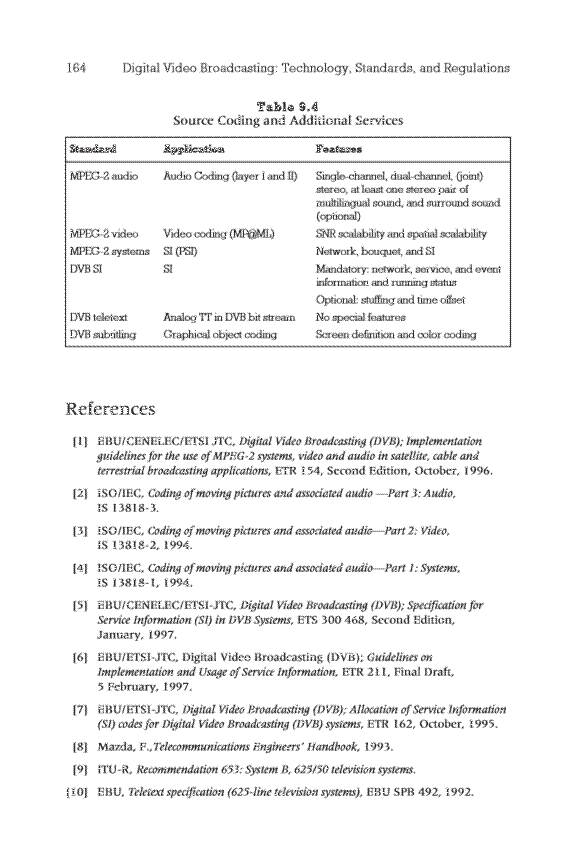 164 Digital Video Broadcasting: Technology, Standards, and Regulations
Table 9.4
Source Coding and Additional Services
Standard Application Features
MPEG-2 audio Audio Coding (layer I and II) Single-channel, dual-channel, (joint)
stereo, at least one stereo pair of
multilingual sound, and surround sound
(optional)
MPEG-2 video Video coding (MP@ML) SNR scalability and spatial scalability
MPEG-2 systems SI (PSI) Network, bouquet, and SI
DVB SI SI Mandatory: network, service, and event
information and running status
Optional: stuffing and time offset
DVB teletext Analog TT in DVB bit stream No special features
DVB subtitling Graphical object coding Screen definition and color coding
References
[1] EBU/CENELEC/ETSI JTC, Digital Video Broadcasting (DVB); Implementation
guidelines for the use of MPEG-2 systems, video and audio in satellite, cable and
terrestrial broadcasting applications, ETR 154, Second Edition, October, 1996.
[2] ISO/IEC, Coding of moving pictures and associated audio —Part 3: Audio,
IS 13818-3.
[3] ISO/IEC, Coding of moving pictures and associated audio—Part 2: Video,
IS 13818-2, 1994.
[4] ISO/IEC, Coding of moving pictures and associated audio—Part 1: Systems,
IS 13818-1, 1994.
[5] EBU/CENELEC/ETSI-JTC, Digital Video Broadcasting (DVB); Specification for
Service Information (SI) in DVB Systems, ETS 300 468, Second Edition,
January, 1997.
[6] EBU/ETSI-JTC, Digital Video Broadcasting (DVB); Guidelines on
Implementation and Usage of Service Information, ETR 211, Final Draft,
5 February, 1997.
[7] EBU/ETSI-JTC, Digital Video Broadcasting (DVB); Allocation of Service Information
(SI) codes for Digital Video Broadcasting (DVB) systems, ETR 162, October, 1995.
[8] Mazda, F.,Telecommunications Engineers' Handbook, 1993.
[9] ITU-R, Recommendation 653: System B, 625/50 television systems.
[10] EBU, Teletext specification (625-line television systems), EBU SPB 492, 1992.